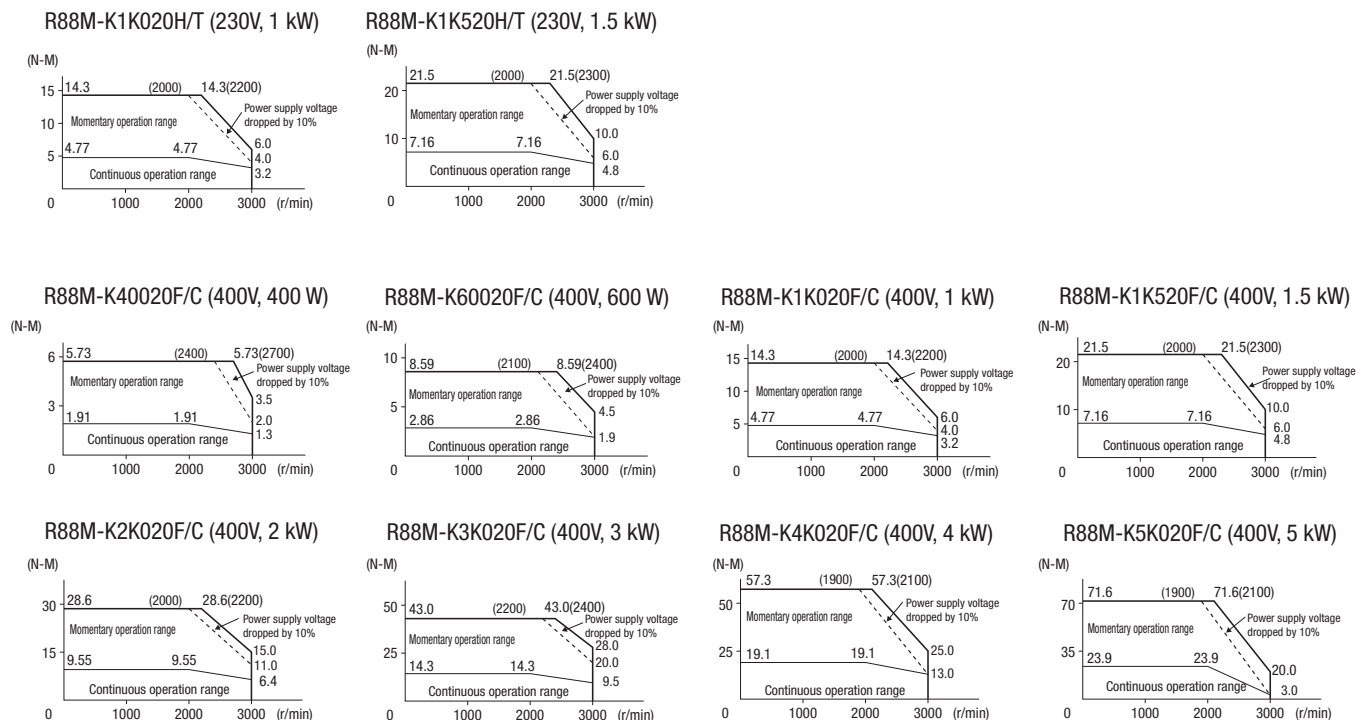 R88M-K1K020H/T (230V, 1 kW)
(N-M)
15
14.3
(2000)
14.3(2200)
Power supply voltage
dropped by 10%
10
Momentary operation range
6.0
4.77
4.77
4.0
5
3.2
Continuous operation range
0
1000
2000
3000
(r/min)
R88M-K1K520H/T (230V, 1.5 kW)
(N-M)
21.5
(2000)
21.5(2300)
20
Power supply voltage
dropped by 10%
Momentary operation range
10
10.0
7.16
7.16
6.0
4.8
Continuous operation range
0
1000
2000
3000
(r/min)
R88M-K40020F/C (400V, 400 W)
(N-M)
6
5.73
(2400)
5.73(2700)
Power supply voltage
dropped by 10%
Momentary operation range
3
3.5
1.91
1.91
2.0
1.3
Continuous operation range
0
1000
2000
3000
(r/min)
R88M-K60020F/C (400V, 600 W)
(N-M)
10
8.59
(2100)
8.59(2400)
Power supply voltage
dropped by 10%
Momentary operation range
5
4.5
2.86
2.86
1.9
Continuous operation range
0
1000
2000
3000
(r/min)
R88M-K1K020F/C (400V, 1 kW)
(N-M)
15
14.3
(2000)
14.3(2200)
Power supply voltage
dropped by 10%
10
Momentary operation range
6.0
4.77
4.77
4.0
5
3.2
Continuous operation range
0
1000
2000
3000
(r/min)
R88M-K1K520F/C (400V, 1.5 kW)
(N-M)
21.5
(2000)
21.5(2300)
20
Power supply voltage
dropped by 10%
Momentary operation range
10
10.0
7.16
7.16
6.0
4.8
Continuous operation range
0
1000
2000
3000
(r/min)
R88M-K2K020F/C (400V, 2 kW)
(N-M)
30
28.6
(2000)
28.6(2200)
Power supply voltage
dropped by 10%
Momentary operation range
15
15.0
9.55
9.55
11.0
6.4
Continuous operation range
0
1000
2000
3000
(r/min)
R88M-K3K020F/C (400V, 3 kW)
(N-M)
50
43.0
(2200)
43.0(2400)
Power supply voltage
dropped by 10%
Momentary operation range
28.0
25
20.0
14.3
14.3
9.5
Continuous operation range
0
1000
2000
3000
(r/min)
R88M-K4K020F/C (400V, 4 kW)
(N-M)
57.3
(1900)
57.3(2100)
50
Power supply voltage
dropped by 10%
Momentary operation range
25
25.0
19.1
19.1
13.0
Continuous operation range
0
1000
2000
3000
(r/min)
R88M-K5K020F/C (400V, 5 kW)
(N-M)
70
71.6
(1900)
71.6(2100)
Power supply voltage
dropped by 10%
Momentary operation range
35
23.9
23.9
20.0
3.0
Continuous operation range
0
1000
2000
3000
(r/min)